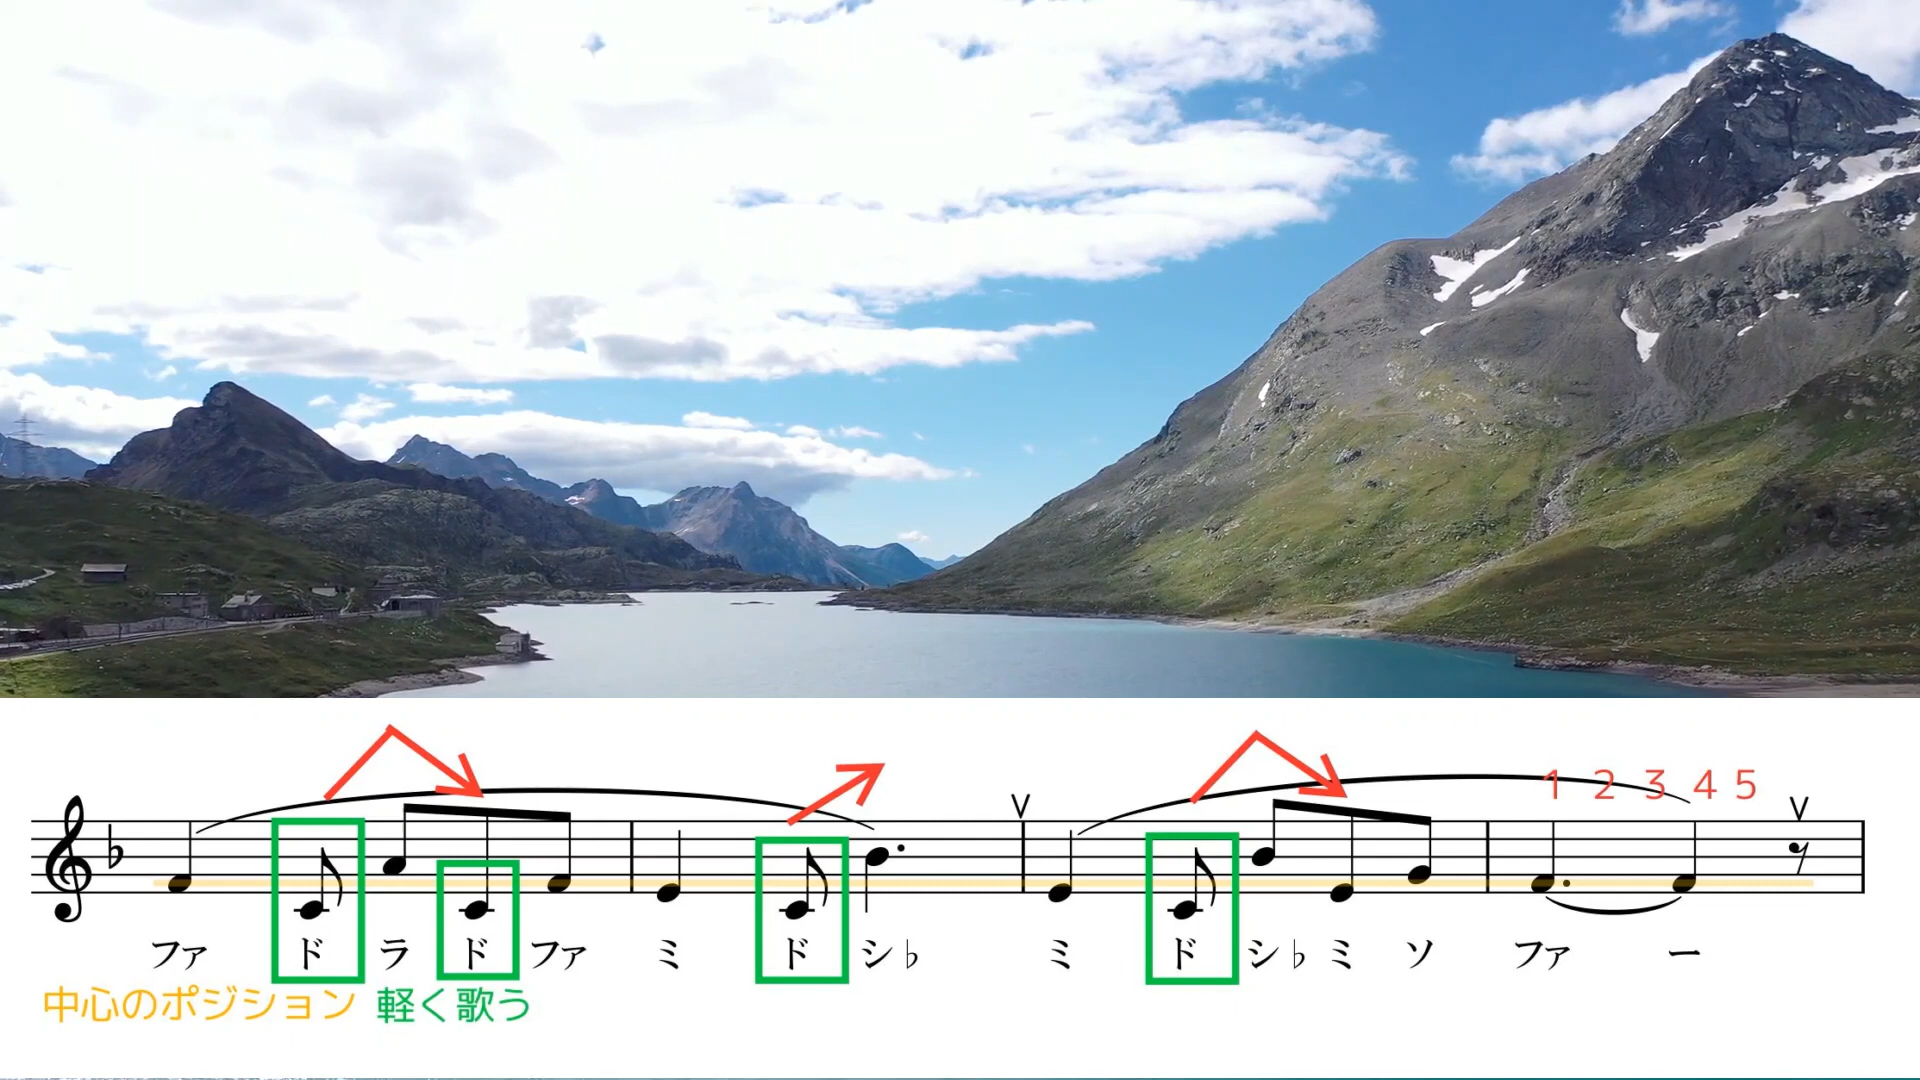 1 2 3 4 5
ファ ド ラ ド ファ ミ ド シ♭ ミ ド シ♭ ミ ソ ファ ー
中心のポジション 軽く歌う